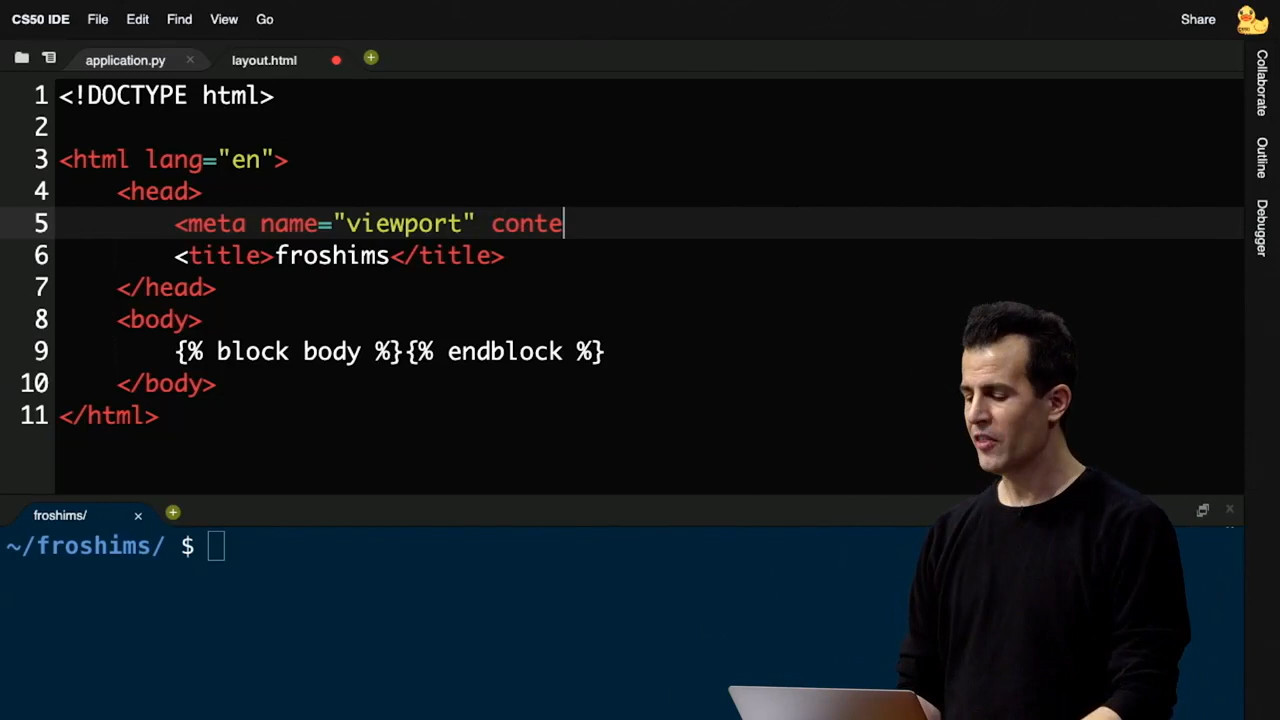 CS50 IDE File Edit Find View Go Share
application.py × layout.html
1 <!DOCTYPE html>
2
3 <html lang="en">
4 <head>
5 <meta name="viewport" conte
6 <title>froshims</title>
7 </head>
8 <body>
9 {% block body %}{% endblock %}
10 </body>
11 </html>
froshims/ ×
~/froshims/ $
Collaborate
Outline
Debugger